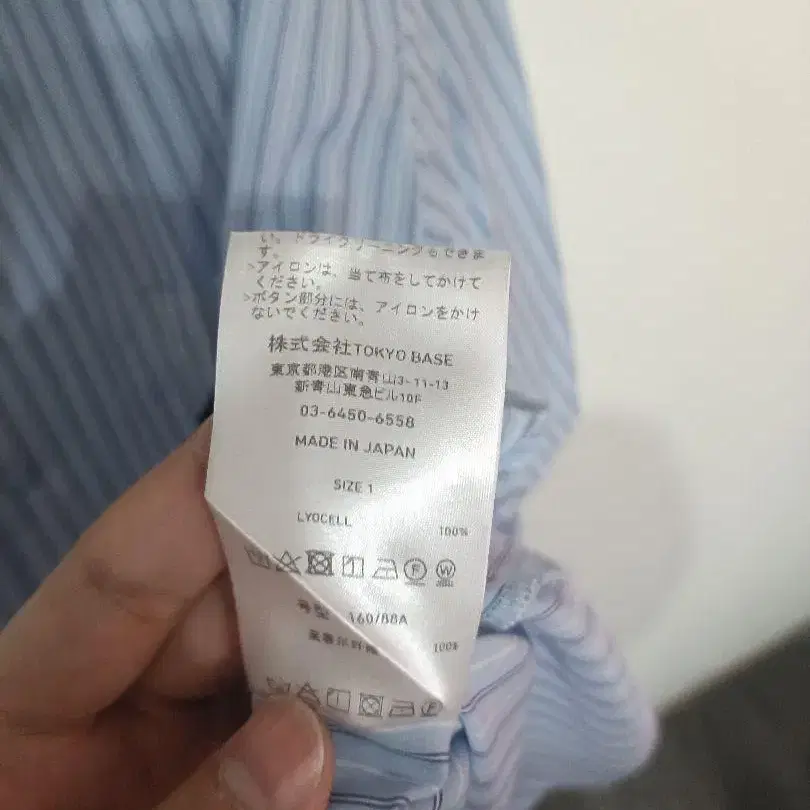 い。ドライクリーニングもできま
す。
>アイロンは、当て布をしてかけて
ください。
>ボタン部分には、アイロンをかけ
ないでください。
株式会社TOKYO BASE
東京都港区南青山3-11-13
新青山東急ビル10F
03-6450-6558
MADE IN JAPAN
SIZE 1
LYOCELL 100%
号型 160/88A
莱赛尔纤维 100%